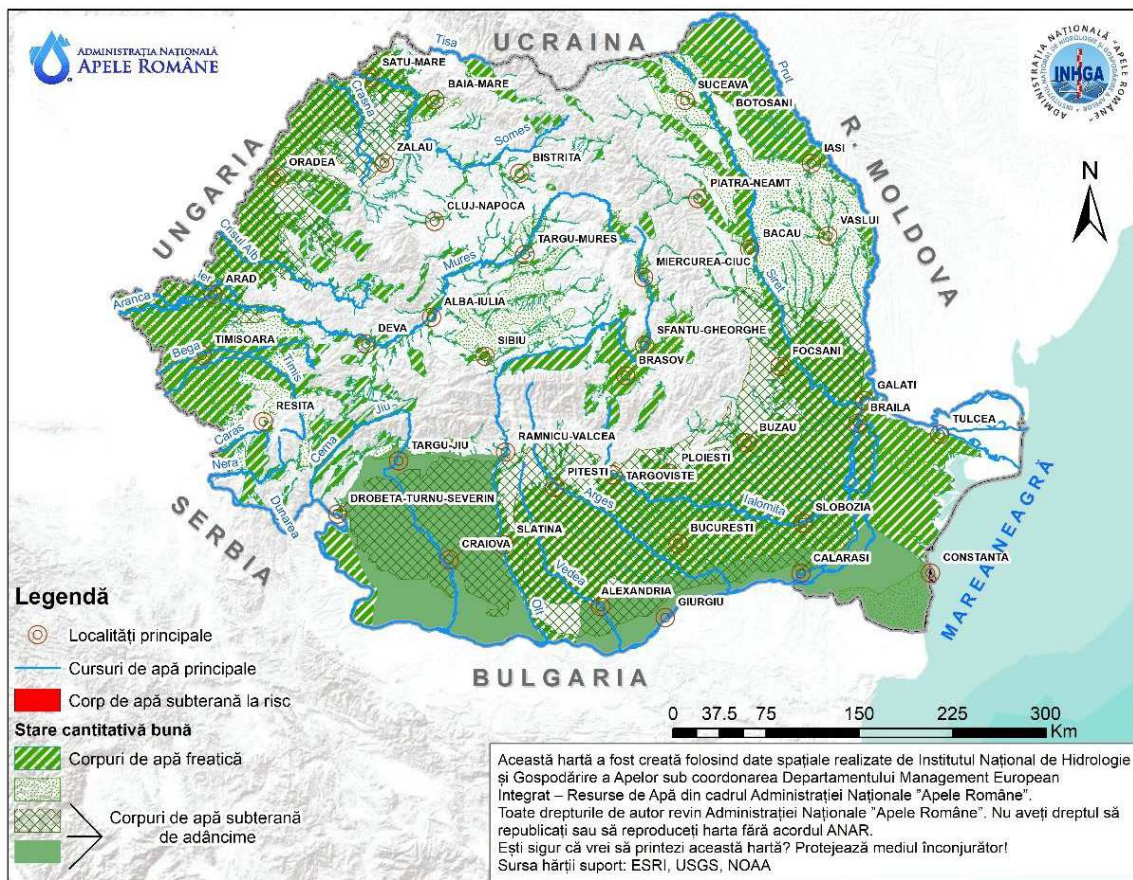 ADMINISTRAȚIA NAȚIONALĂ
APELE ROMÂNE
UCRAINA
ADMINISTRAȚIA NAȚIONALĂ "APELE ROMÂNE"
INSTITUTUL NAȚIONAL DE HIDROLOGIE ȘI GOSPODĂRIRE A APELOR
INHGA
Tisa
Prut
SATU-MARE
BAIA-MARE
Crasna
SUCEAVA
BOTOSANI
R. MOLDOVA
UNGARIA
ORADEA
ZALAU
Somes
BISTRITA
IASI
N
PIATRA-NEAMT
CLUJ-NAPOCA
VASLUI
BACAU
TARGU-MURES
Crisul Alb
Mures
MIERCUREA-CIUC
Siret
Ier
ARAD
Aranca
ALBA-IULIA
DEVA
SFANTU-GHEORGHE
Bega
TIMISOARA
SIBIU
FOCSANI
Timis
BRASOV
GALATI
RESITA
BRAILA
TULCEA
Jiu
Caras
Cerna
BUZAU
TARGU-JIU
RAMNICU-VALCEA
Nera
PLOIESTI
PITESTI
TARGOVISTE
Dunarea
DROBETA-TURNU-SEVERIN
Arges
Ialomita
SLOBOZIA
SERBIA
SLATINA
BUCURESTI
CRAIOVA
CALARASI
CONSTANTA
Vedea
ALEXANDRIA
MAREA NEAGRĂ
Olt
GIURGIU
BULGARIA
Legendă
Localități principale
Cursuri de apă principale
Corp de apă subterană la risc
Stare cantitativă bună
Corpuri de apă freatică
Corpuri de apă subterană
de adâncime
0 37.5 75 150 225 300
Km
Această hartă a fost creată folosind date spațiale realizate de Institutul Național de Hidrologie
și Gospodărire a Apelor sub coordonarea Departamentului Management European
Integrat – Resurse de Apă din cadrul Administrației Naționale "Apele Române".
Toate drepturile de autor revin Administrației Naționale "Apele Române". Nu aveți dreptul să
republicați sau să reproduceți harta fără acordul ANAR.
Ești sigur că vrei să printezi această hartă? Protejează mediul înconjurător!
Sursa hărții suport: ESRI, USGS, NOAA